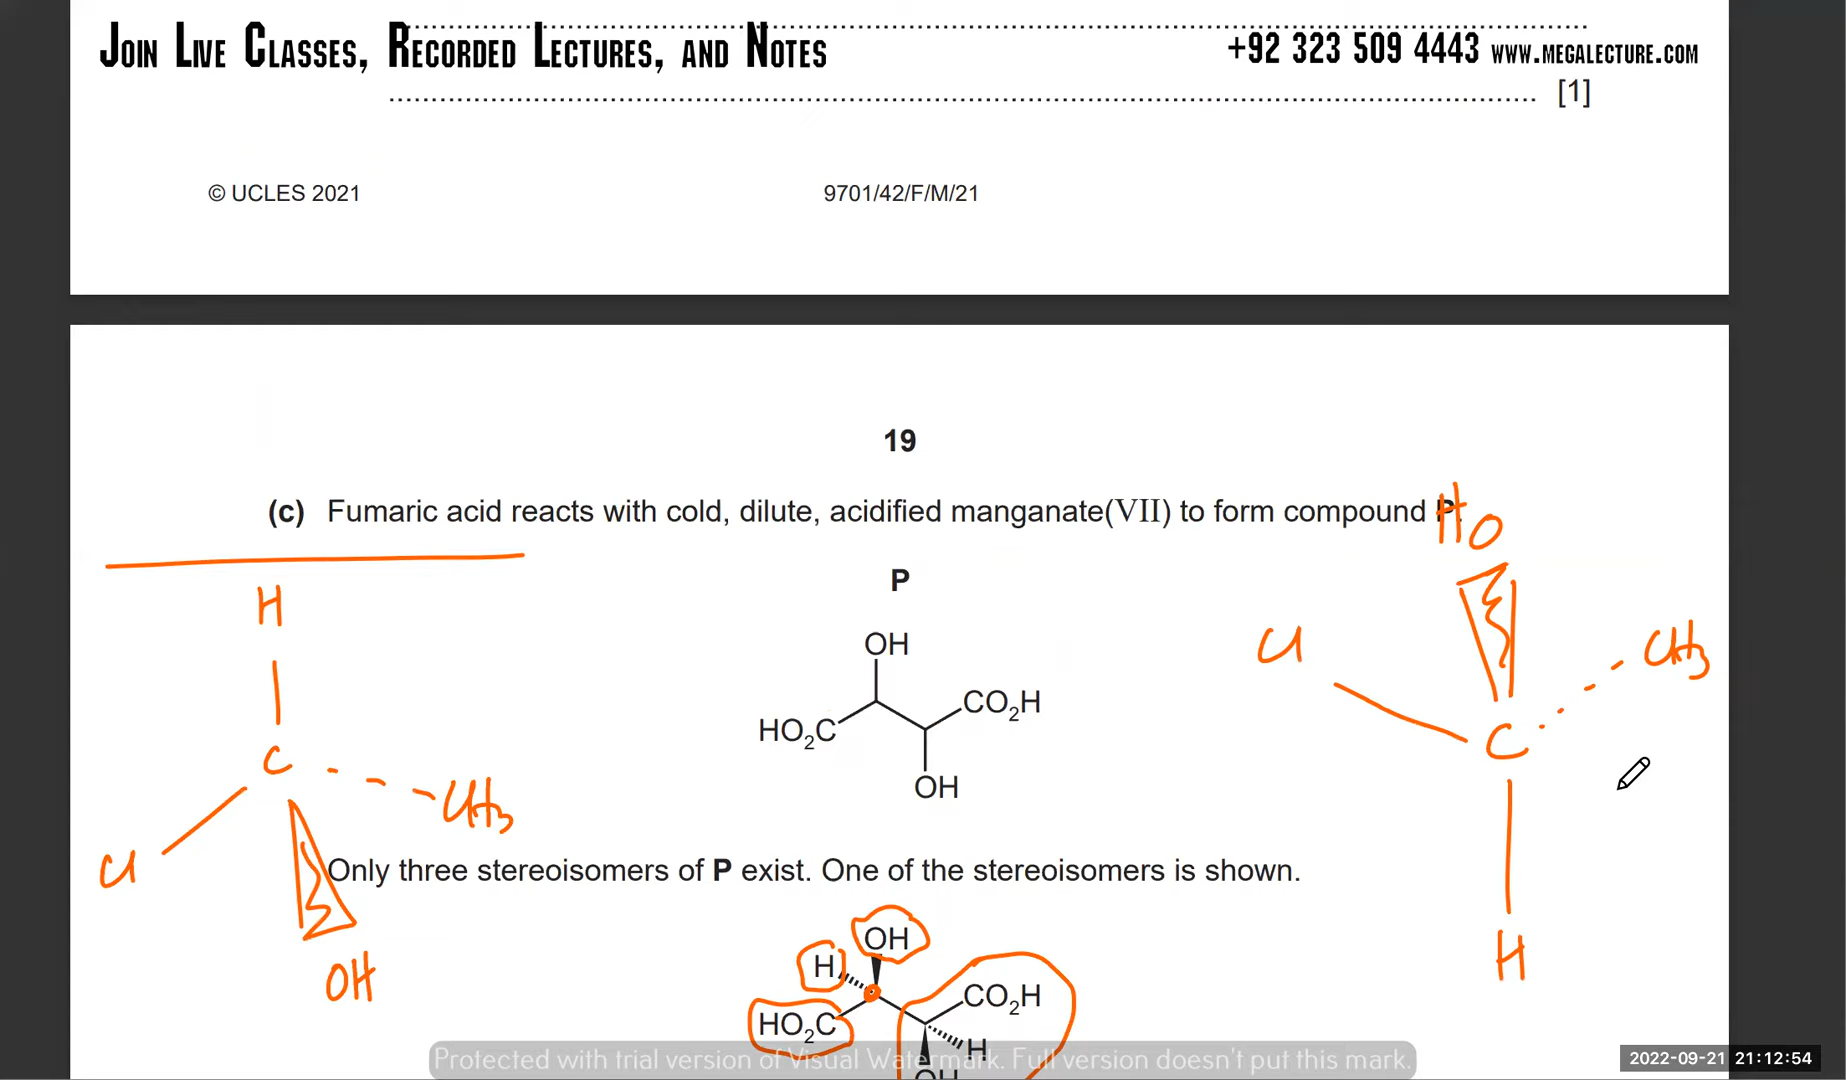 JOIN LIVE CLASSES, RECORDED LECTURES, AND NOTES
+92 323 509 4443 WWW.MEGALECTURE.COM
[1]
© UCLES 2021
9701/42/F/M/21
19
(c) Fumaric acid reacts with cold, dilute, acidified manganate(VII) to form compound P.
HO
H
P
OH
Cl
CH3
HO2C
CO2H
C
C
OH
CH3
Cl
Only three stereoisomers of P exist. One of the stereoisomers is shown.
OH
H
H
OH
HO2C
CO2H
H
OH
Protected with trial version of Visual Watermark. Full version doesn't put this mark.
2022-09-21 21:12:54